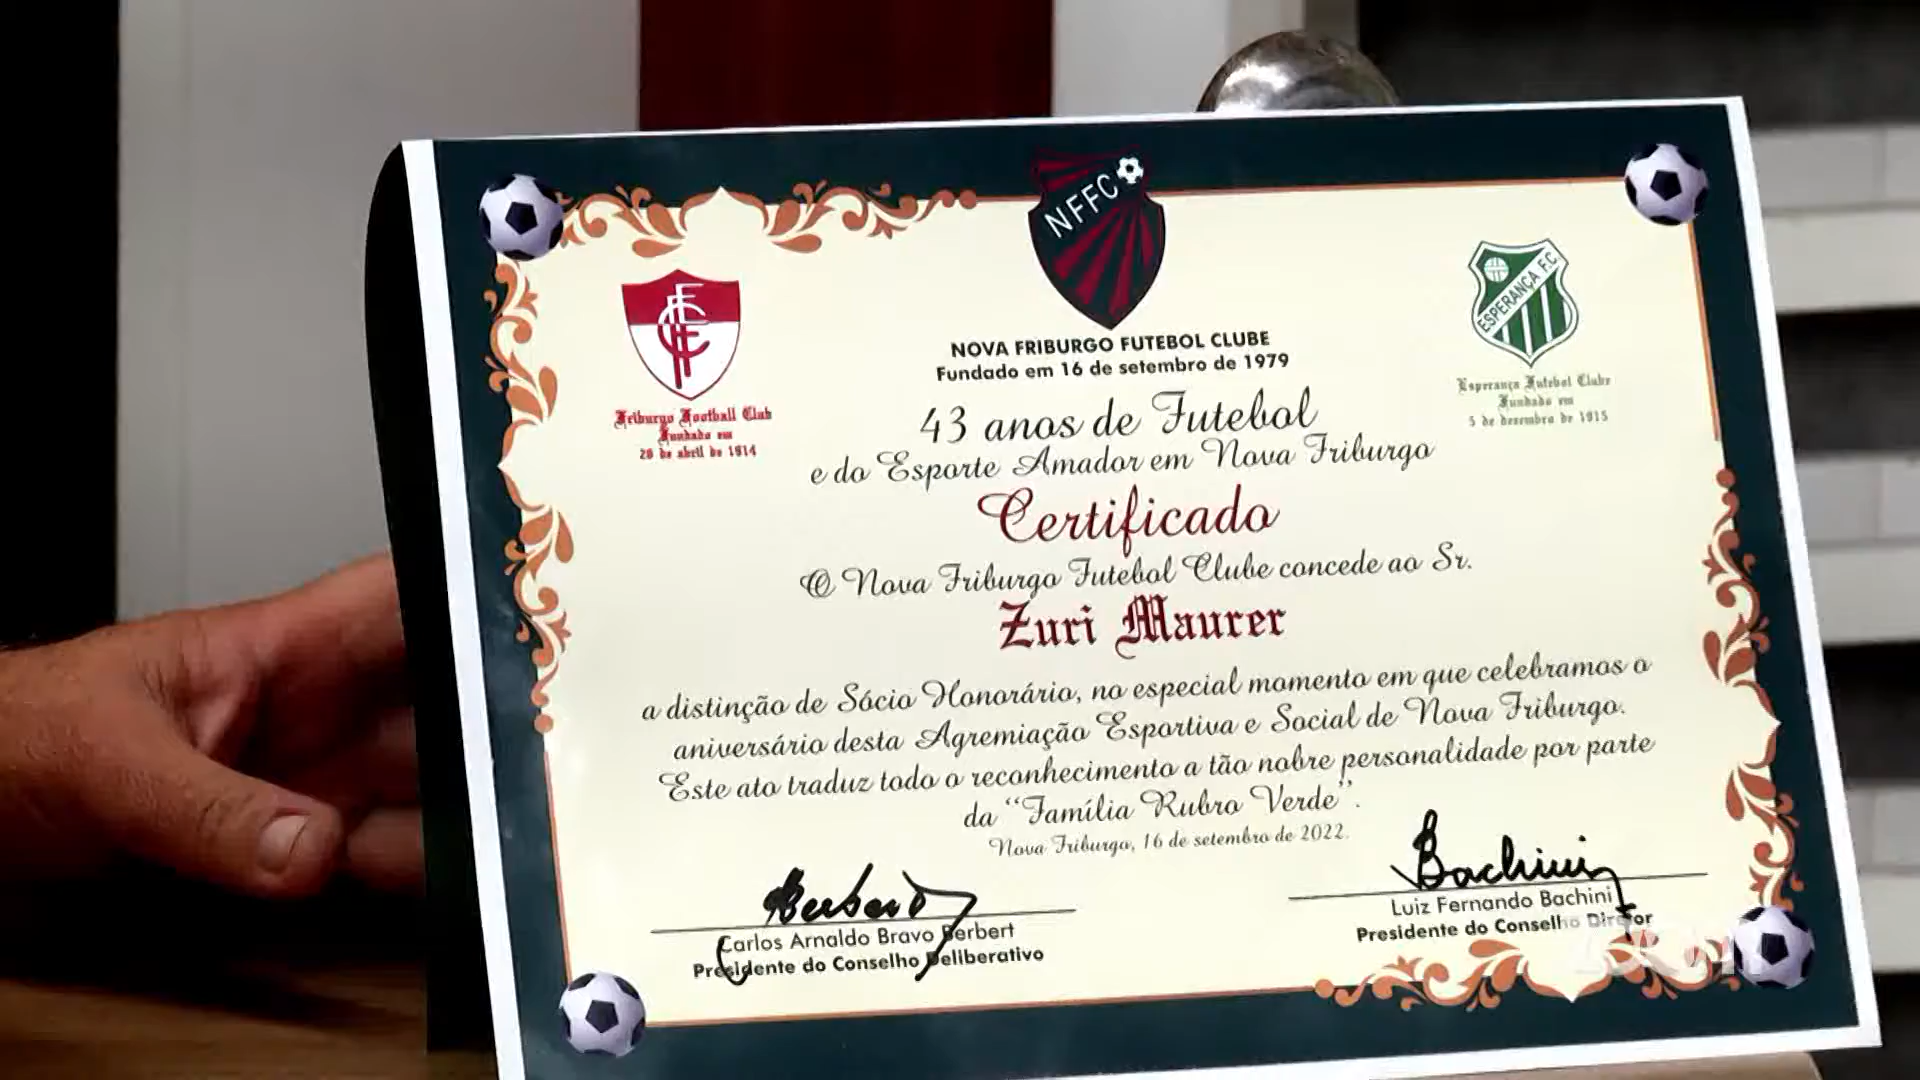 NFFC
NOVA FRIBURGO FUTEBOL CLUBE
Fundado em 16 de setembro de 1979
FFC
Friburgo Football Club
Fundado em
26 de abril de 1914
ESPERANÇA F.C.
Esperança Futebol Clube
Fundado em
5 de dezembro de 1915
43 anos de Futebol
e do Esporte Amador em Nova Friburgo
Certificado
O Nova Friburgo Futebol Clube concede ao Sr.
Zuri Maurer
a distinção de Sócio Honorário, no especial momento em que celebramos o
aniversário desta Agremiação Esportiva e Social de Nova Friburgo.
Este ato traduz todo o reconhecimento a tão nobre personalidade por parte
da “Família Rubro Verde”.
Nova Friburgo, 16 de setembro de 2022.
Berbert
Carlos Arnaldo Bravo Berbert
Presidente do Conselho Deliberativo
Bachini
Luiz Fernando Bachini
Presidente do Conselho Diretor